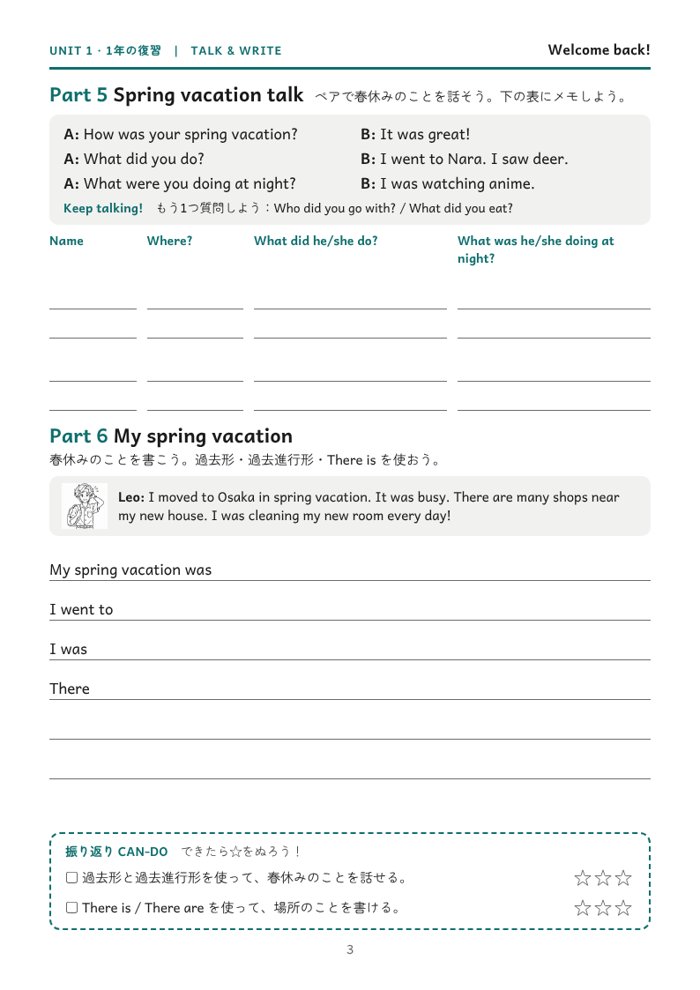 UNIT 1・1年の復習 | TALK & WRITE
Welcome back!
Part 5 Spring vacation talk ペアで春休みのことを話そう。下の表にメモしよう。
A: How was your spring vacation? B: It was great!
A: What did you do? B: I went to Nara. I saw deer.
A: What were you doing at night? B: I was watching anime.
Keep talking! もう1つ質問しよう：Who did you go with? / What did you eat?
Name Where? What did he/she do? What was he/she doing at
night?
Part 6 My spring vacation
春休みのことを書こう。過去形・過去進行形・There is を使おう。
Leo: I moved to Osaka in spring vacation. It was busy. There are many shops near
my new house. I was cleaning my new room every day!
My spring vacation was
I went to
I was
There
振り返り CAN-DO できたら☆をぬろう！
☐ 過去形と過去進行形を使って、春休みのことを話せる。 ☆☆☆
☐ There is / There are を使って、場所のことを書ける。 ☆☆☆
3